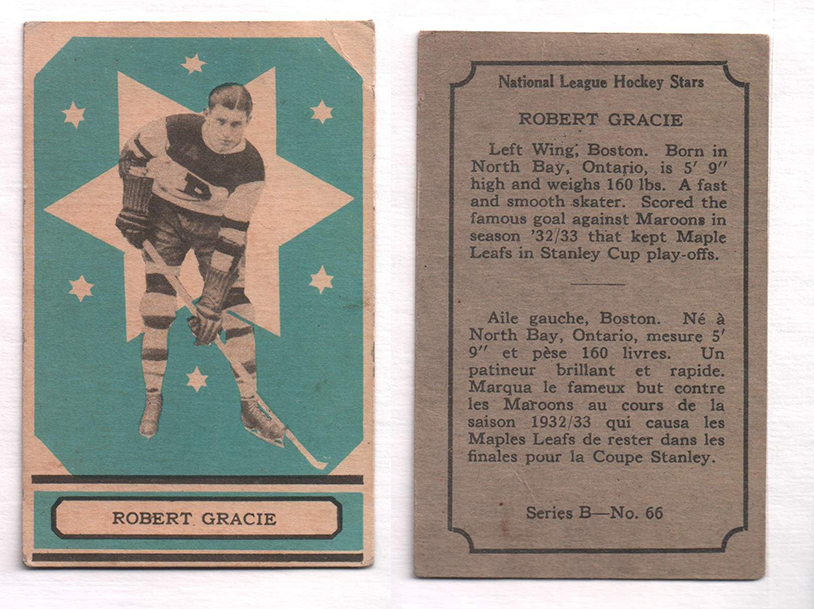 ROBERT GRACIE
National League Hockey Stars
ROBERT GRACIE
Left Wing, Boston. Born in
North Bay, Ontario, is 5' 9"
high and weighs 160 lbs. A fast
and smooth skater. Scored the
famous goal against Maroons in
season '32/33 that kept Maple
Leafs in Stanley Cup play-offs.
Aile gauche, Boston. Né à
North Bay, Ontario, mesure 5'
9" et pèse 160 livres. Un
patineur brillant et rapide.
Marqua le fameux but contre
les Maroons au cours de la
saison 1932/33 qui causa les
Maples Leafs de rester dans les
finales pour la Coupe Stanley.
Series B—No. 66